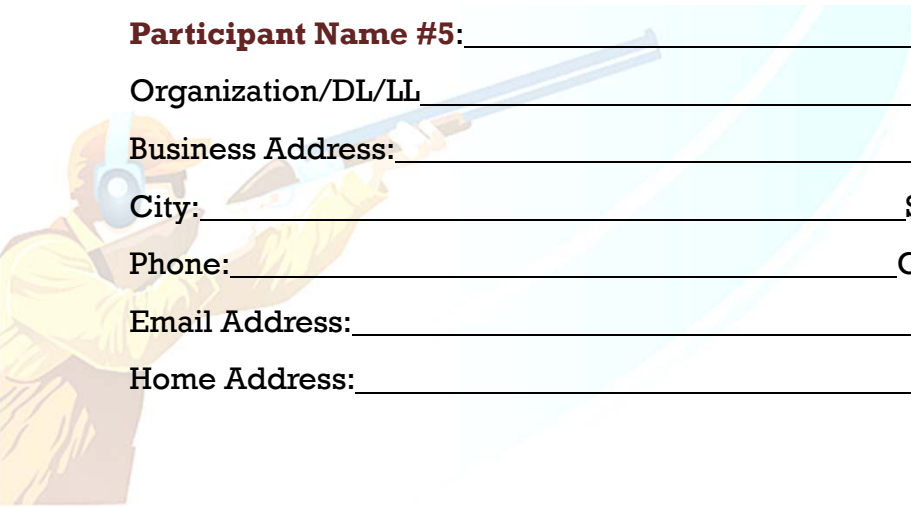 Participant Name #5:
Organization/DL/LL
Business Address:
City: S
Phone: C
Email Address:
Home Address: